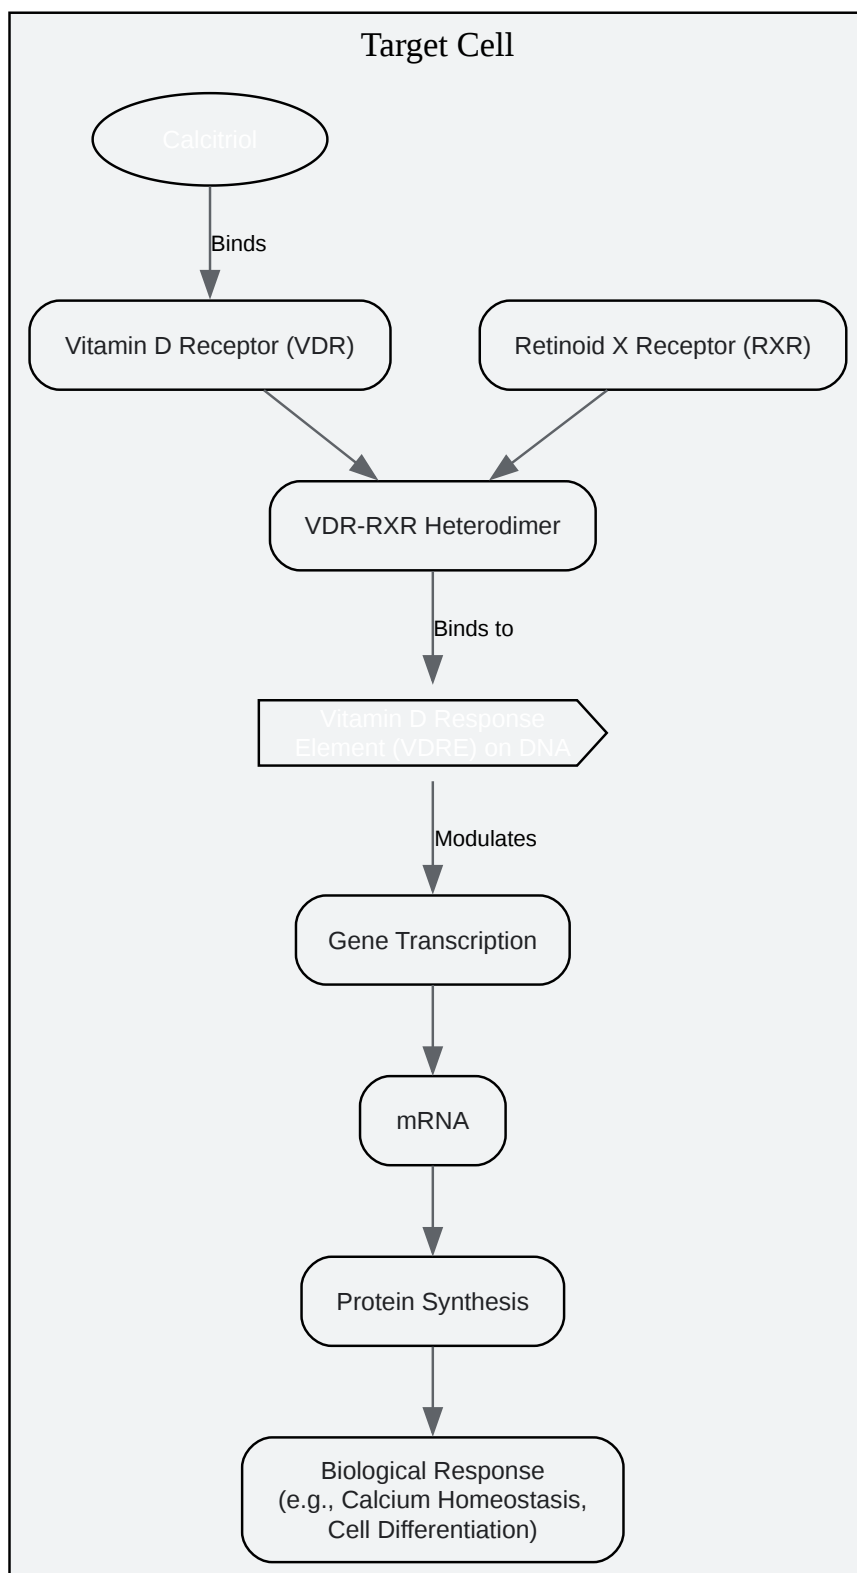 Target Cell
Calcitriol
Binds
Vitamin D Receptor (VDR)
Retinoid X Receptor (RXR)
VDR-RXR Heterodimer
Binds to
Vitamin D Response
Element (VDRE) on DNA
Modulates
Gene Transcription
mRNA
Protein Synthesis
Biological Response
(e.g., Calcium Homeostasis,
Cell Differentiation)